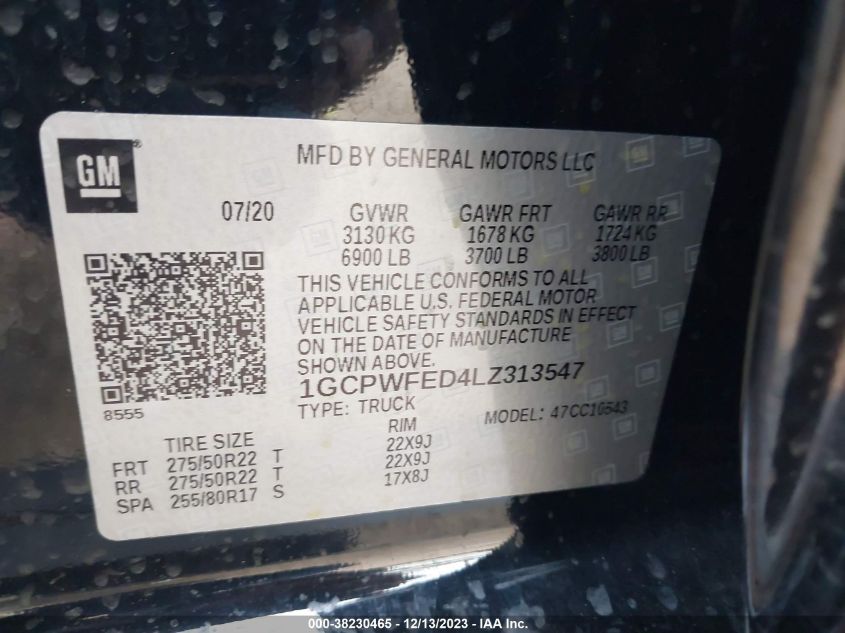 GM®
MFD BY GENERAL MOTORS LLC
07/20
GVWR GAWR FRT GAWR RR
3130 KG 1678 KG 1724 KG
6900 LB 3700 LB 3800 LB
THIS VEHICLE CONFORMS TO ALL
APPLICABLE U.S. FEDERAL MOTOR
VEHICLE SAFETY STANDARDS IN EFFECT
ON THE DATE OF MANUFACTURE
SHOWN ABOVE.
1GCPWFED4LZ313547
TYPE: TRUCK MODEL: 47CC10543
8555
TIRE SIZE RIM
FRT 275/50R22 T 22X9J
RR 275/50R22 T 22X9J
SPA 255/80R17 S 17X8J
000-38230465 - 12/13/2023 - IAA Inc.